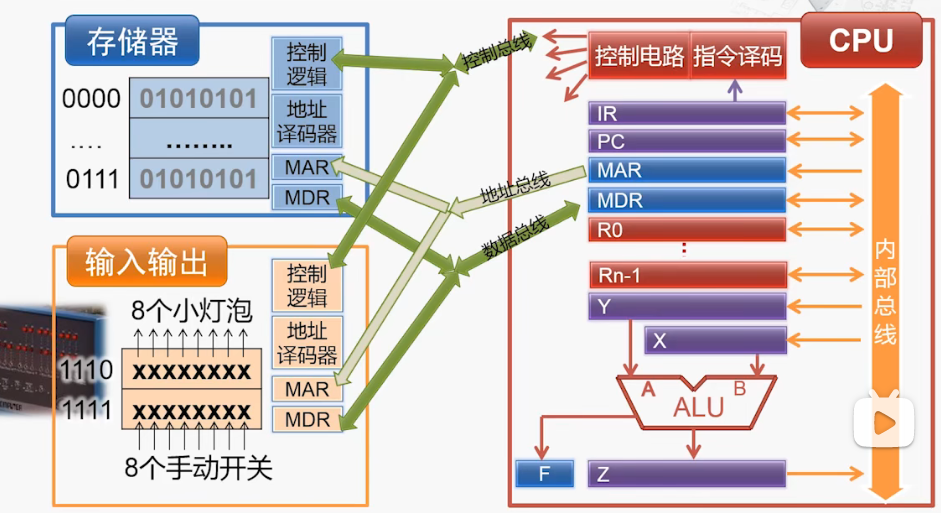 存储器
控制
逻辑
0000
01010101
地址
译码器
....
........
0111
01010101
MAR
MDR
输入输出
控制
逻辑
8个小灯泡
地址
译码器
1110
xxxxxxxx
MAR
1111
xxxxxxxx
MDR
8个手动开关
控制总线
地址总线
数据总线
CPU
控制电路
指令译码
IR
PC
MAR
MDR
R0
Rn-1
Y
X
A
B
ALU
F
Z
内部总线